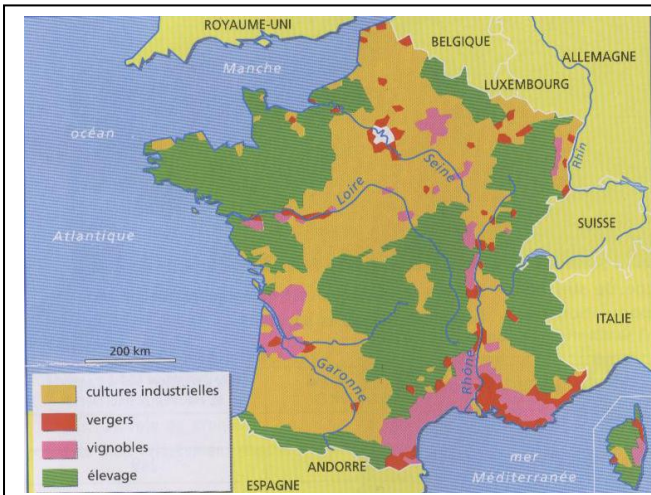 ROYAUME-UNI
BELGIQUE
ALLEMAGNE
Manche
LUXEMBOURG
océan
Seine
Rhin
Loire
SUISSE
Atlantique
ITALIE
200 km
Garonne
Rhône
cultures industrielles
vergers
vignobles
élevage
mer
Méditerranée
ANDORRE
ESPAGNE